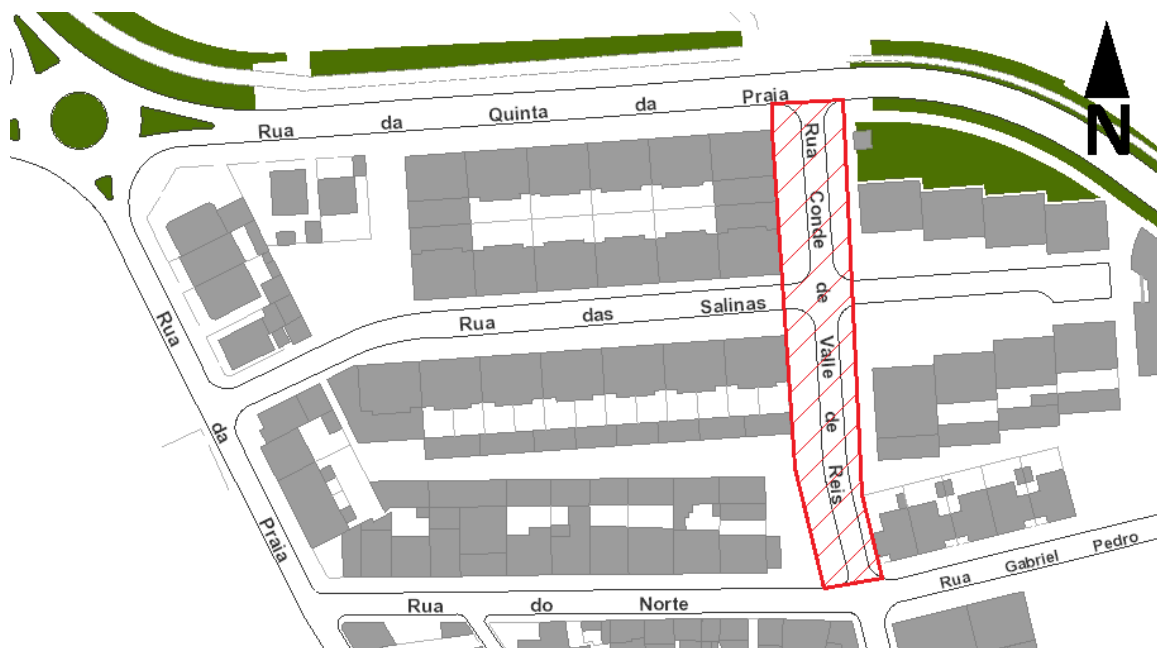 N
Rua da Quinta da Praia
Rua Conde de Valle de Reis
Rua das Salinas
Rua da Praia
Rua do Norte
Rua Gabriel Pedro